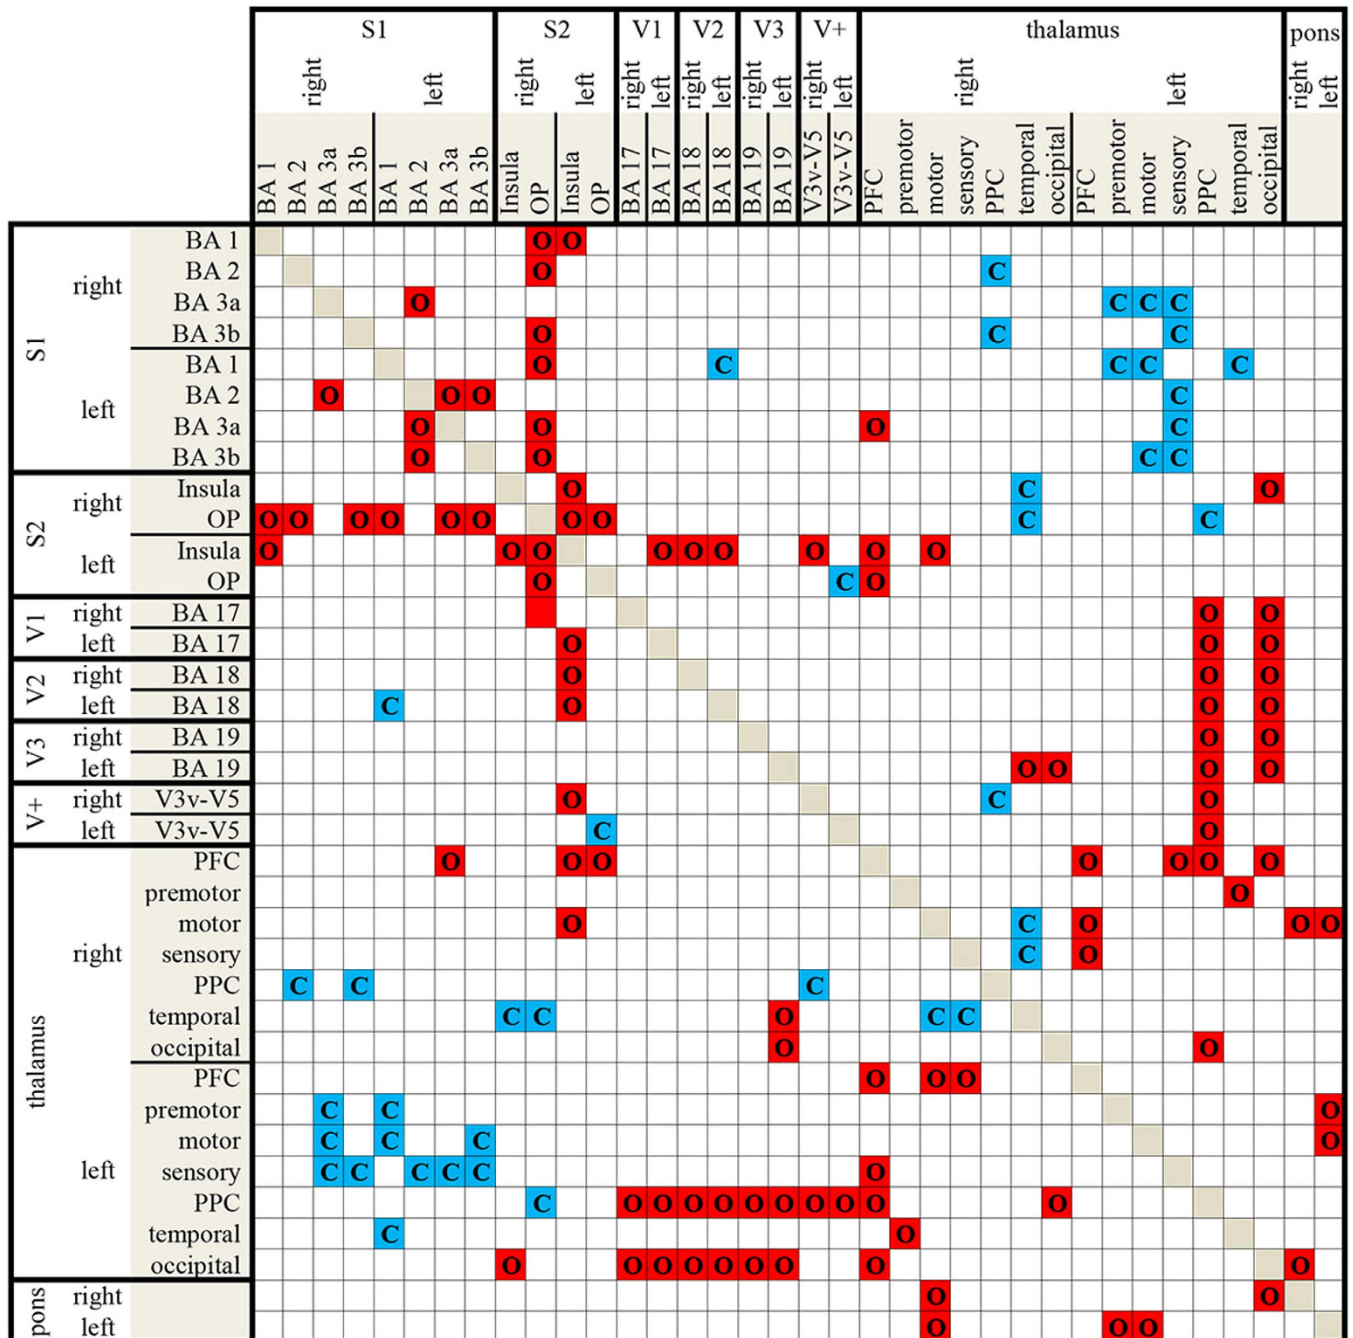 S1 S2 V1 V2 V3 V+ thalamus pons
right left right left right left right left right left right left right left right left
BA 1 BA 2 BA 3a BA 3b BA 1 BA 2 BA 3a BA 3b Insula OP Insula OP BA 17 BA 17 BA 18 BA 18 BA 19 BA 19 V3v-V5 V3v-V5 PFC premotor motor sensory PPC temporal occipital PFC premotor motor sensory PPC temporal occipital
S1 right BA 1 O O
BA 2 O C
BA 3a O C C C
BA 3b O C C
left BA 1 O C C C C
BA 2 O O O C
BA 3a O O O C
BA 3b O O C C
S2 right Insula O C O
OP O O O O O O O O C C
left Insula O O O O O O O O O
OP O C O
V1 right BA 17 O O
left BA 17 O O O
V2 right BA 18 O O O
left BA 18 C O O O
V3 right BA 19 O O
left BA 19 O O O O
V+ right V3v-V5 O C O
left V3v-V5 C O
thalamus right PFC O O O O O O O
premotor O
motor O C O O O
sensory C O
PPC C C C
temporal C C O C C
occipital O O
left PFC O O O
premotor C C O
motor C C C O
sensory C C C C C O
PPC C O O O O O O O O O O
temporal C O
occipital O O O O O O O O O
pons right O O
left O O O